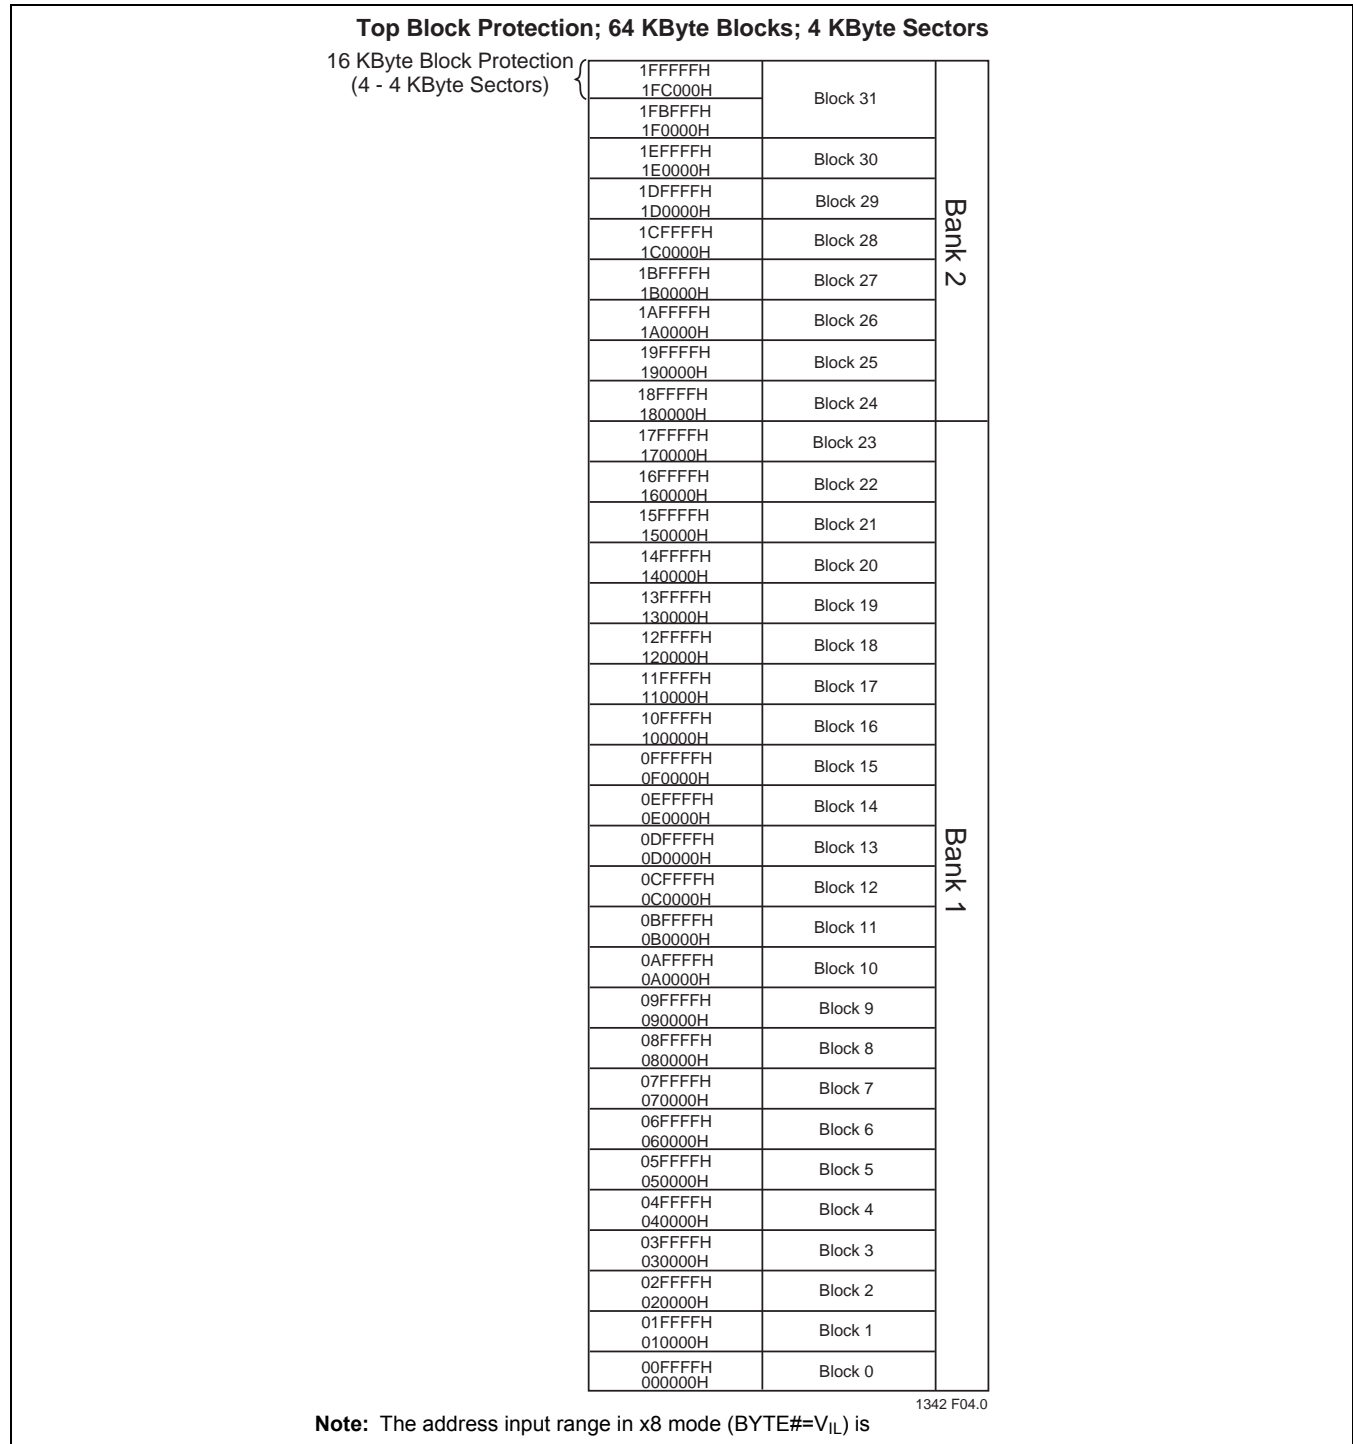 Top Block Protection; 64 KByte Blocks; 4 KByte Sectors
16 KByte Block Protection
(4 - 4 KByte Sectors)
1FFFFFH
1FC000H
Block 31
1FBFFFH
1F0000H
1EFFFFH
Block 30
1E0000H
1DFFFFH
Block 29
1D0000H
1CFFFFH
Block 28
1C0000H
1BFFFFH
Block 27
1B0000H
1AFFFFH
Block 26
1A0000H
19FFFFH
Block 25
190000H
18FFFFH
Block 24
180000H
Bank 2
17FFFFH
Block 23
170000H
16FFFFH
Block 22
160000H
15FFFFH
Block 21
150000H
14FFFFH
Block 20
140000H
13FFFFH
Block 19
130000H
12FFFFH
Block 18
120000H
11FFFFH
Block 17
110000H
10FFFFH
Block 16
100000H
0FFFFFH
Block 15
0F0000H
0EFFFFH
Block 14
0E0000H
0DFFFFH
Block 13
0D0000H
0CFFFFH
Block 12
0C0000H
0BFFFFH
Block 11
0B0000H
0AFFFFH
Block 10
0A0000H
09FFFFH
Block 9
090000H
08FFFFH
Block 8
080000H
07FFFFH
Block 7
070000H
06FFFFH
Block 6
060000H
05FFFFH
Block 5
050000H
04FFFFH
Block 4
040000H
03FFFFH
Block 3
030000H
02FFFFH
Block 2
020000H
01FFFFH
Block 1
010000H
00FFFFH
Block 0
000000H
Bank 1
1342 F04.0
Note: The address input range in x8 mode (BYTE#=VIL) is